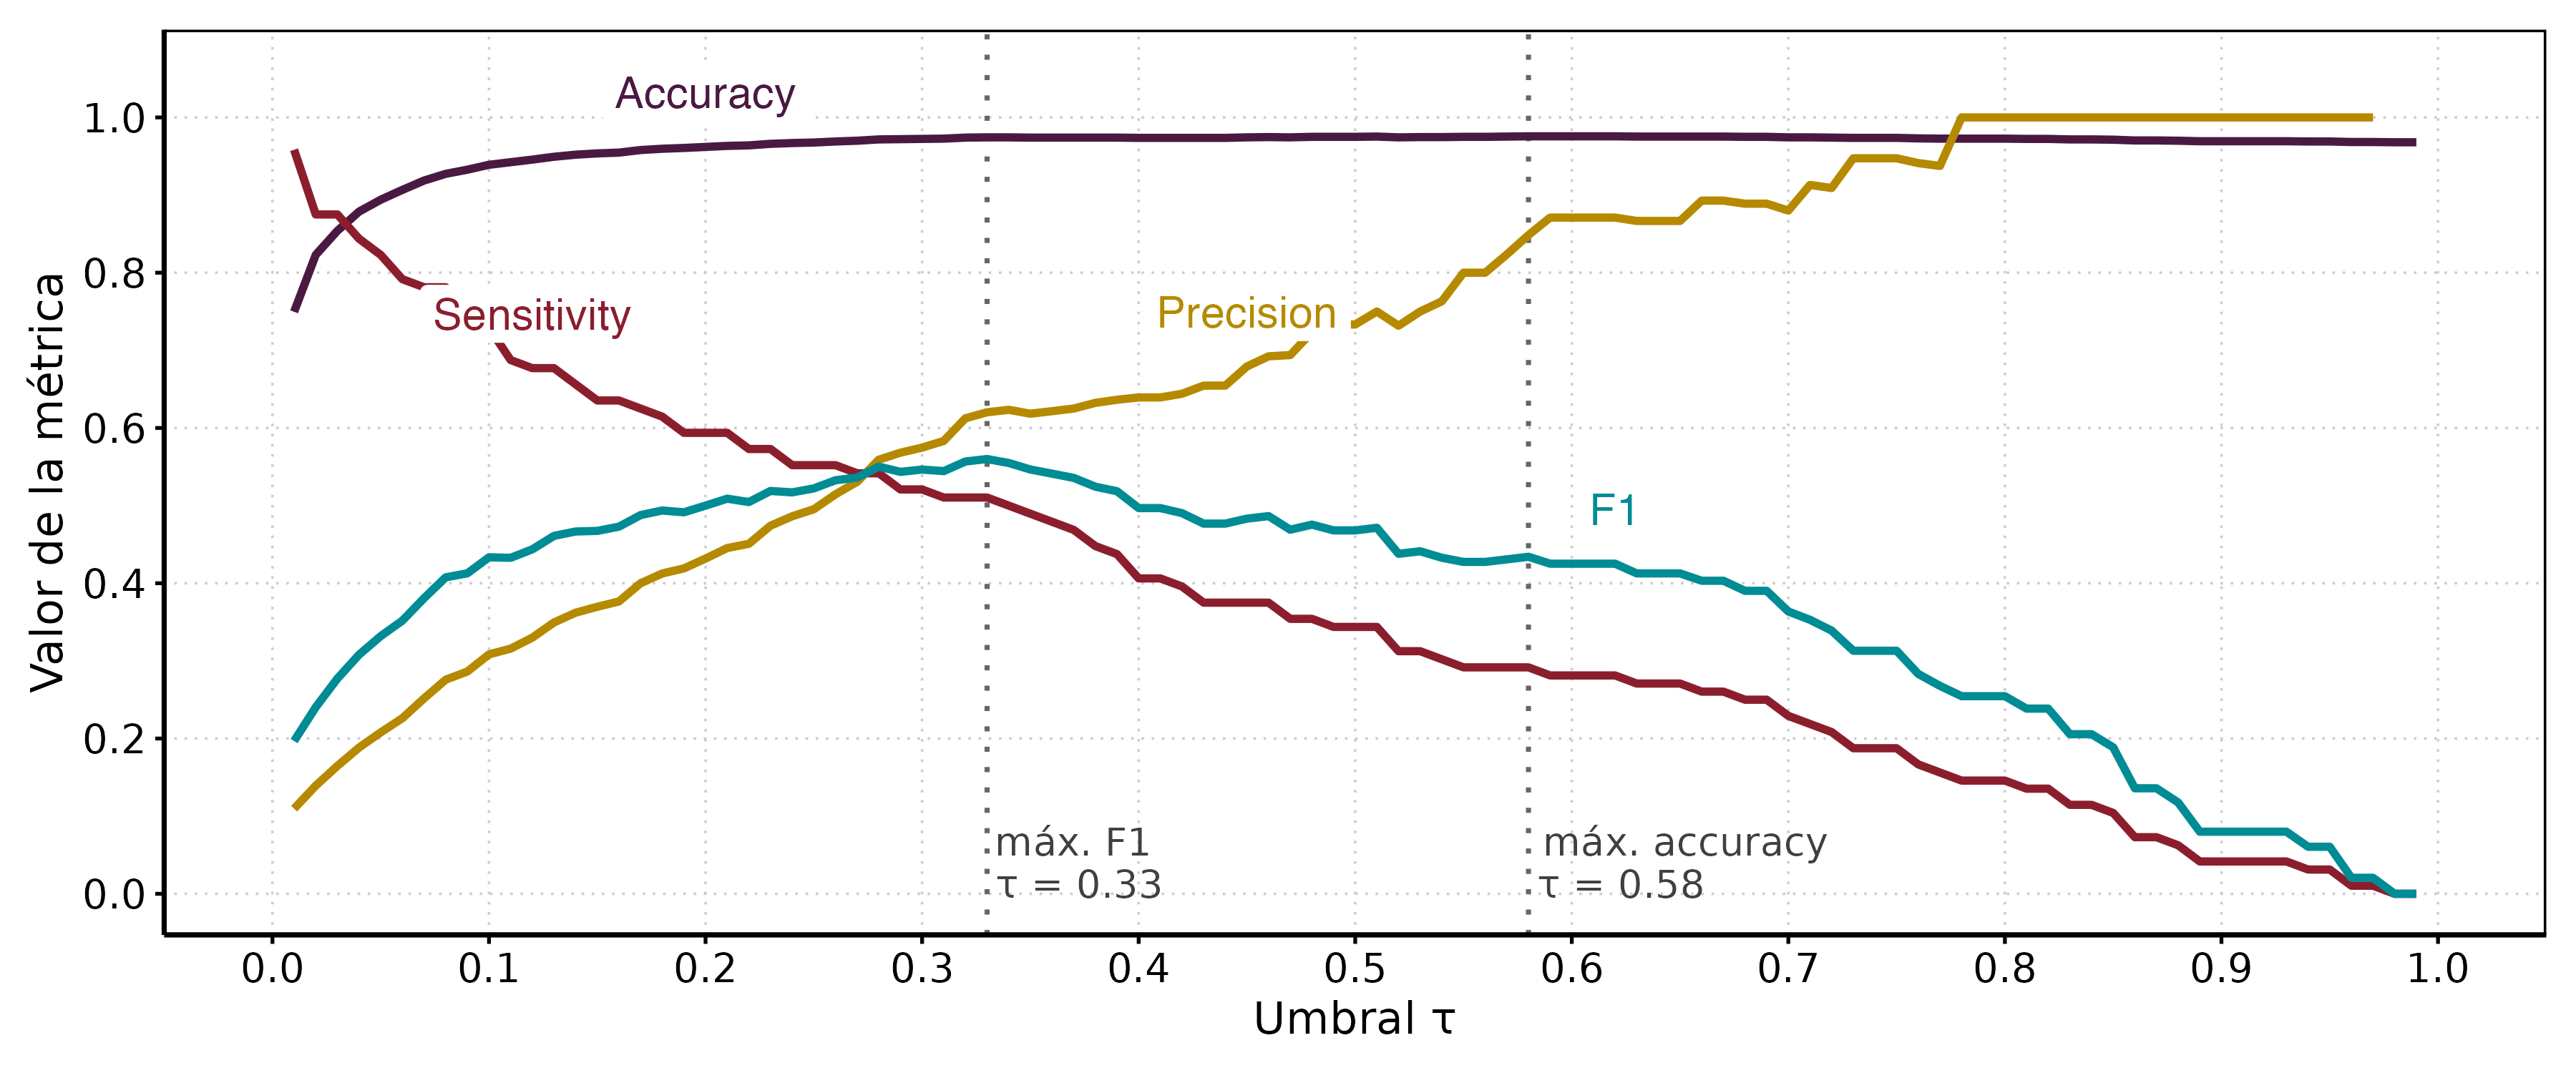 Accuracy
Sensitivity
Precision
F1
máx. F1
τ = 0.33
máx. accuracy
τ = 0.58
Valor de la métrica
1.0
0.8
0.6
0.4
0.2
0.0
0.0 0.1 0.2 0.3 0.4 0.5 0.6 0.7 0.8 0.9 1.0
Umbral τ